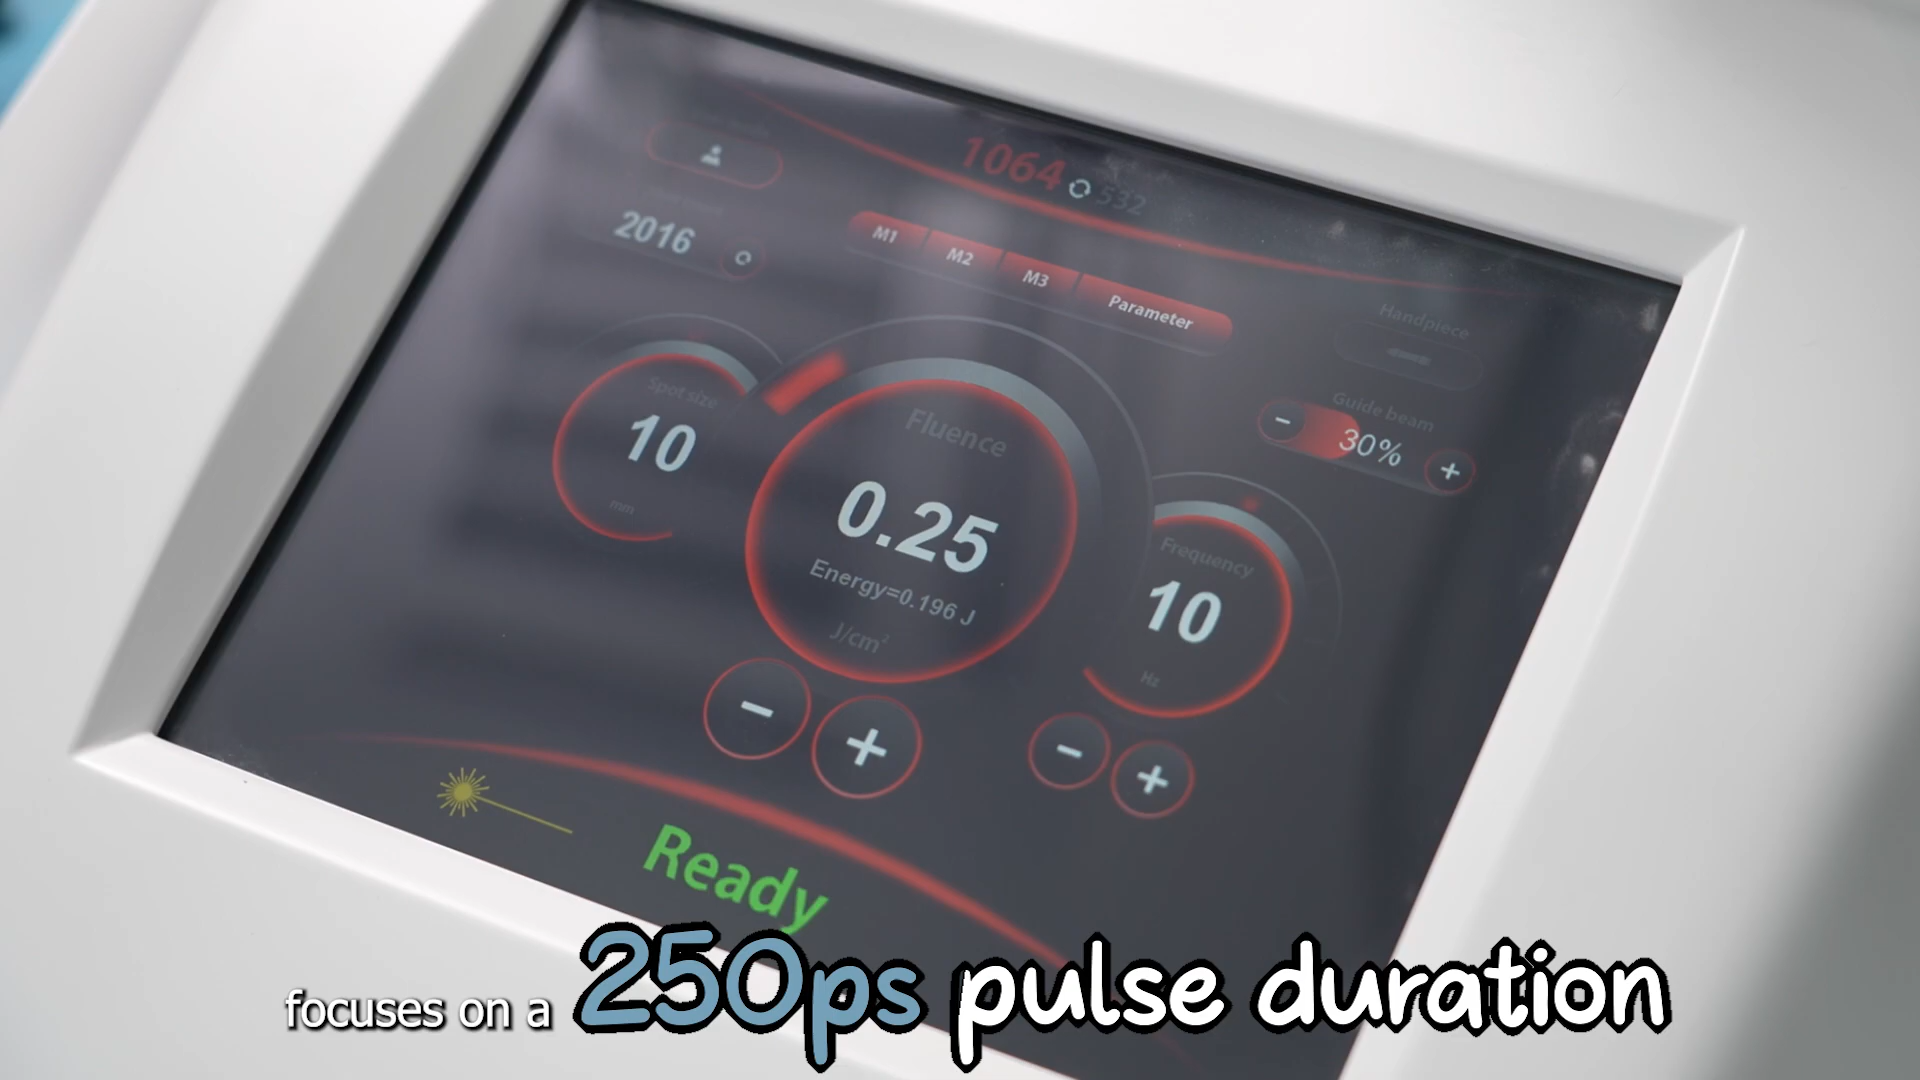 1064 532
2016
M1 M2 M3 Parameter
Handpiece
Guide beam
- 30% +
Spot size
10
mm
Fluence
0.25
Energy=0.196 J
J/cm²
- +
Frequency
10
Hz
- +
Ready
focuses on a 250ps pulse duration